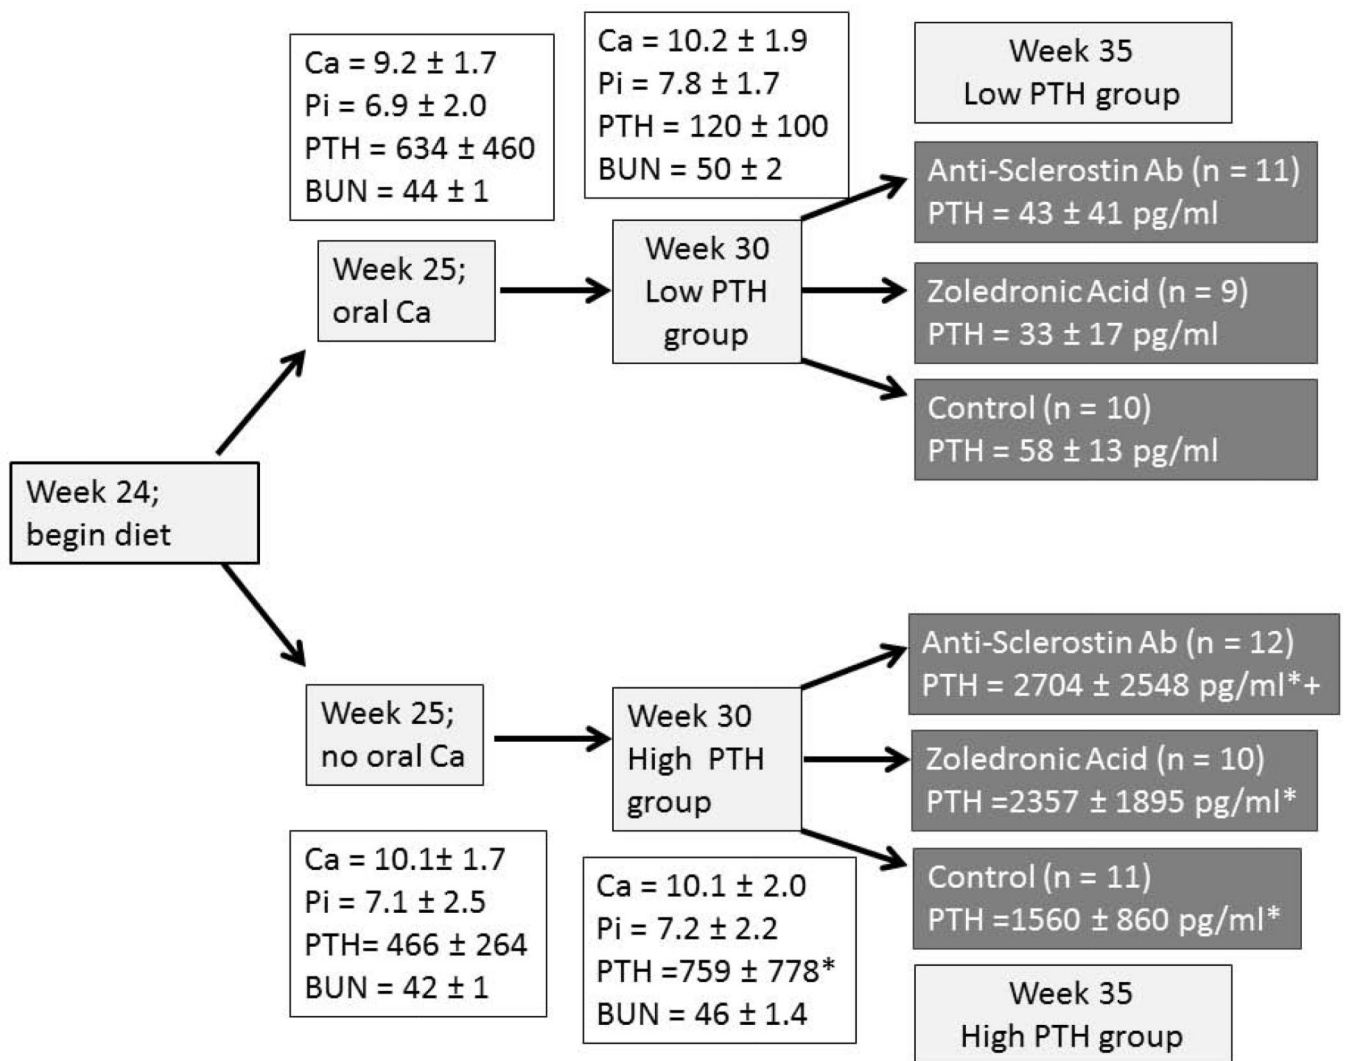 Ca = 9.2 ± 1.7
Pi = 6.9 ± 2.0
PTH = 634 ± 460
BUN = 44 ± 1
Ca = 10.2 ± 1.9
Pi = 7.8 ± 1.7
PTH = 120 ± 100
BUN = 50 ± 2
Week 35
Low PTH group
Week 25;
oral Ca
Week 30
Low PTH
group
Anti-Sclerostin Ab (n = 11)
PTH = 43 ± 41 pg/ml
Zoledronic Acid (n = 9)
PTH = 33 ± 17 pg/ml
Control (n = 10)
PTH = 58 ± 13 pg/ml
Week 24;
begin diet
Week 25;
no oral Ca
Week 30
High PTH
group
Anti-Sclerostin Ab (n = 12)
PTH = 2704 ± 2548 pg/ml*+
Zoledronic Acid (n = 10)
PTH =2357 ± 1895 pg/ml*
Control (n = 11)
PTH =1560 ± 860 pg/ml*
Ca = 10.1± 1.7
Pi = 7.1 ± 2.5
PTH= 466 ± 264
BUN = 42 ± 1
Ca = 10.1 ± 2.0
Pi = 7.2 ± 2.2
PTH =759 ± 778*
BUN = 46 ± 1.4
Week 35
High PTH group